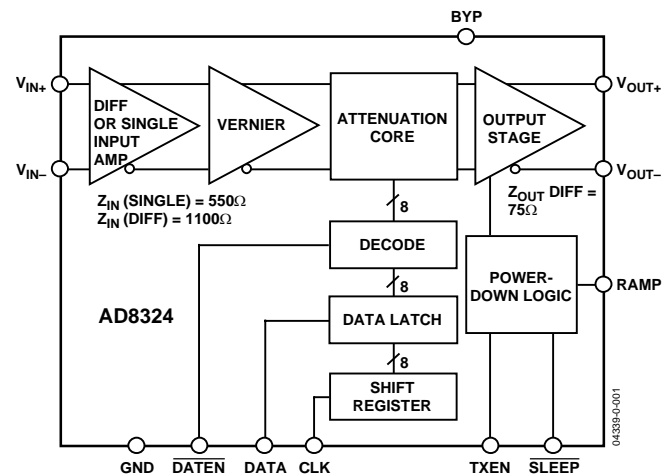 BYP
VIN+
VOUT+
DIFF
OR SINGLE
INPUT
AMP
VERNIER
ATTENUATION
CORE
OUTPUT
STAGE
VIN–
VOUT–
ZIN (SINGLE) = 550Ω
ZIN (DIFF) = 1100Ω
ZOUT DIFF =
75Ω
8
DECODE
8
POWER-
DOWN LOGIC
RAMP
AD8324
DATA LATCH
8
SHIFT
REGISTER
04339-0-001
GND
DATEN
DATA
CLK
TXEN
SLEEP